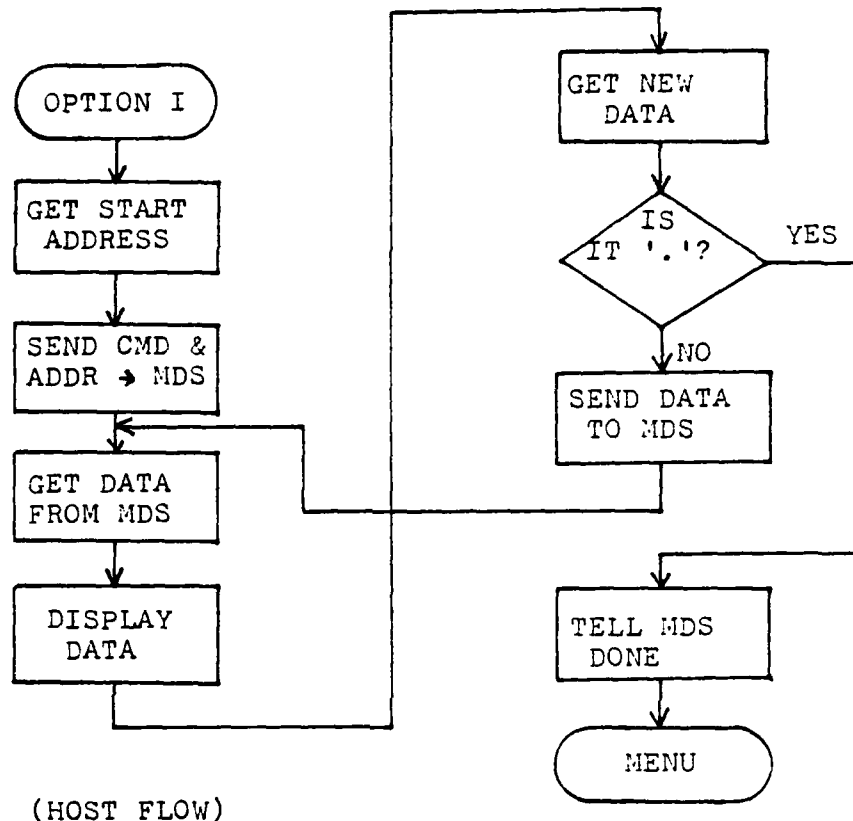 OPTION I
GET START
ADDRESS
SEND CMD &
ADDR → MDS
GET DATA
FROM MDS
DISPLAY
DATA
GET NEW
DATA
IS
IT '.'?
YES
NO
SEND DATA
TO MDS
TELL MDS
DONE
MENU
(HOST FLOW)